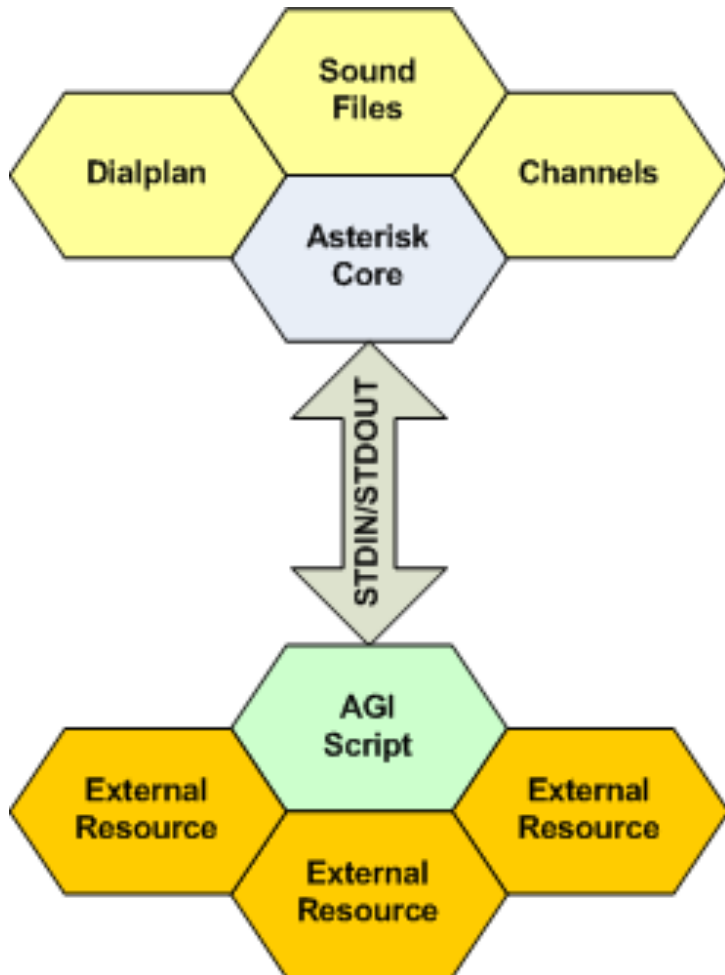 Sound
Files
Dialplan
Channels
Asterisk
Core
STDIN/STDOUT
AGI
Script
External
Resource
External
Resource
External
Resource